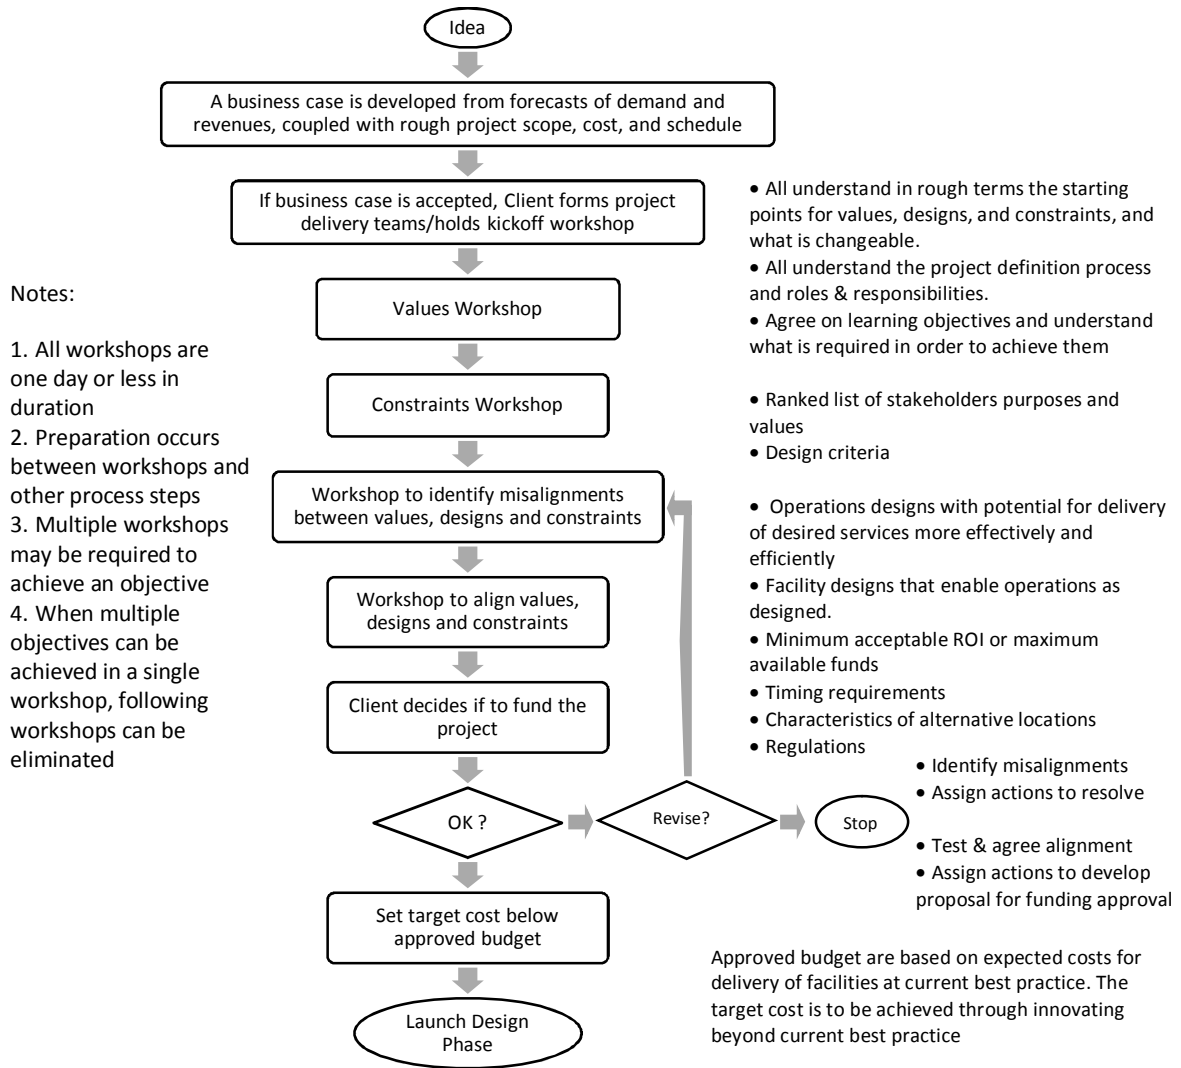 Idea
A business case is developed from forecasts of demand and
revenues, coupled with rough project scope, cost, and schedule
If business case is accepted, Client forms project
delivery teams/holds kickoff workshop
Values Workshop
Constraints Workshop
Workshop to identify misalignments
between values, designs and constraints
Workshop to align values,
designs and constraints
Client decides if to fund the
project
OK ?
Revise?
Stop
Set target cost below
approved budget
Launch Design
Phase
Notes:
1. All workshops are
one day or less in
duration
2. Preparation occurs
between workshops and
other process steps
3. Multiple workshops
may be required to
achieve an objective
4. When multiple
objectives can be
achieved in a single
workshop, following
workshops can be
eliminated
• All understand in rough terms the starting
points for values, designs, and constraints, and
what is changeable.
• All understand the project definition process
and roles & responsibilities.
• Agree on learning objectives and understand
what is required in order to achieve them
• Ranked list of stakeholders purposes and
values
• Design criteria
• Operations designs with potential for delivery
of desired services more effectively and
efficiently
• Facility designs that enable operations as
designed.
• Minimum acceptable ROI or maximum
available funds
• Timing requirements
• Characteristics of alternative locations
• Regulations
• Identify misalignments
• Assign actions to resolve
• Test & agree alignment
• Assign actions to develop
proposal for funding approval
Approved budget are based on expected costs for
delivery of facilities at current best practice. The
target cost is to be achieved through innovating
beyond current best practice